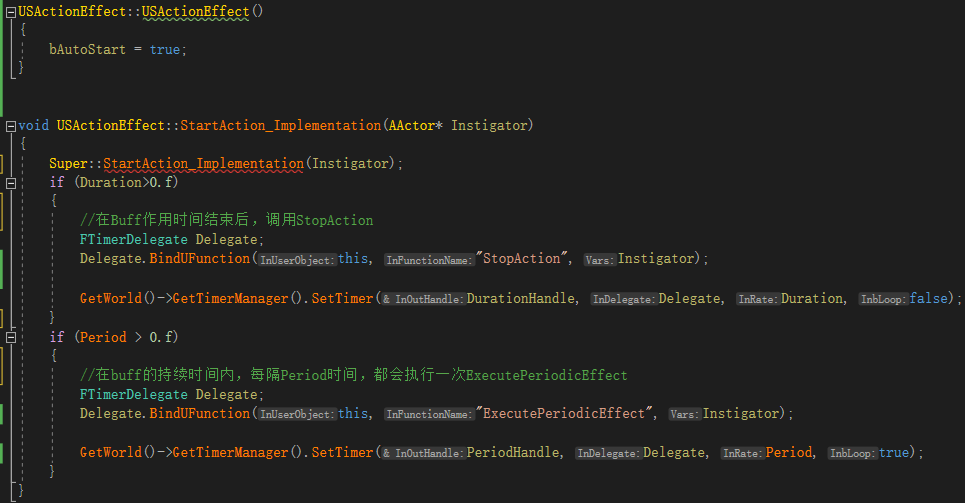 USActionEffect::USActionEffect()
{
bAutoStart = true;
}
void USActionEffect::StartAction_Implementation(AActor* Instigator)
{
Super::StartAction_Implementation(Instigator);
if (Duration>0.f)
{
//在Buff作用时间结束后，调用StopAction
FTimerDelegate Delegate;
Delegate.BindUFunction(InUserObject:this, InFunctionName:"StopAction", Vars:Instigator);
GetWorld()->GetTimerManager().SetTimer(& InOutHandle:DurationHandle, InDelegate:Delegate, InRate:Duration, InbLoop:false);
}
if (Period > 0.f)
{
//在buff的持续时间内，每隔Period时间，都会执行一次ExecutePeriodicEffect
FTimerDelegate Delegate;
Delegate.BindUFunction(InUserObject:this, InFunctionName:"ExecutePeriodicEffect", Vars:Instigator);
GetWorld()->GetTimerManager().SetTimer(& InOutHandle:PeriodHandle, InDelegate:Delegate, InRate:Period, InbLoop:true);
}
}